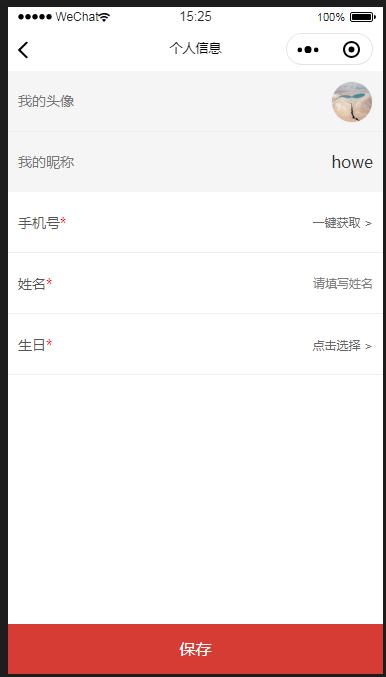 WeChat 15:25 100%
个人信息
我的头像
我的昵称 howe
手机号* 一键获取 >
姓名* 请填写姓名
生日* 点击选择 >
保存